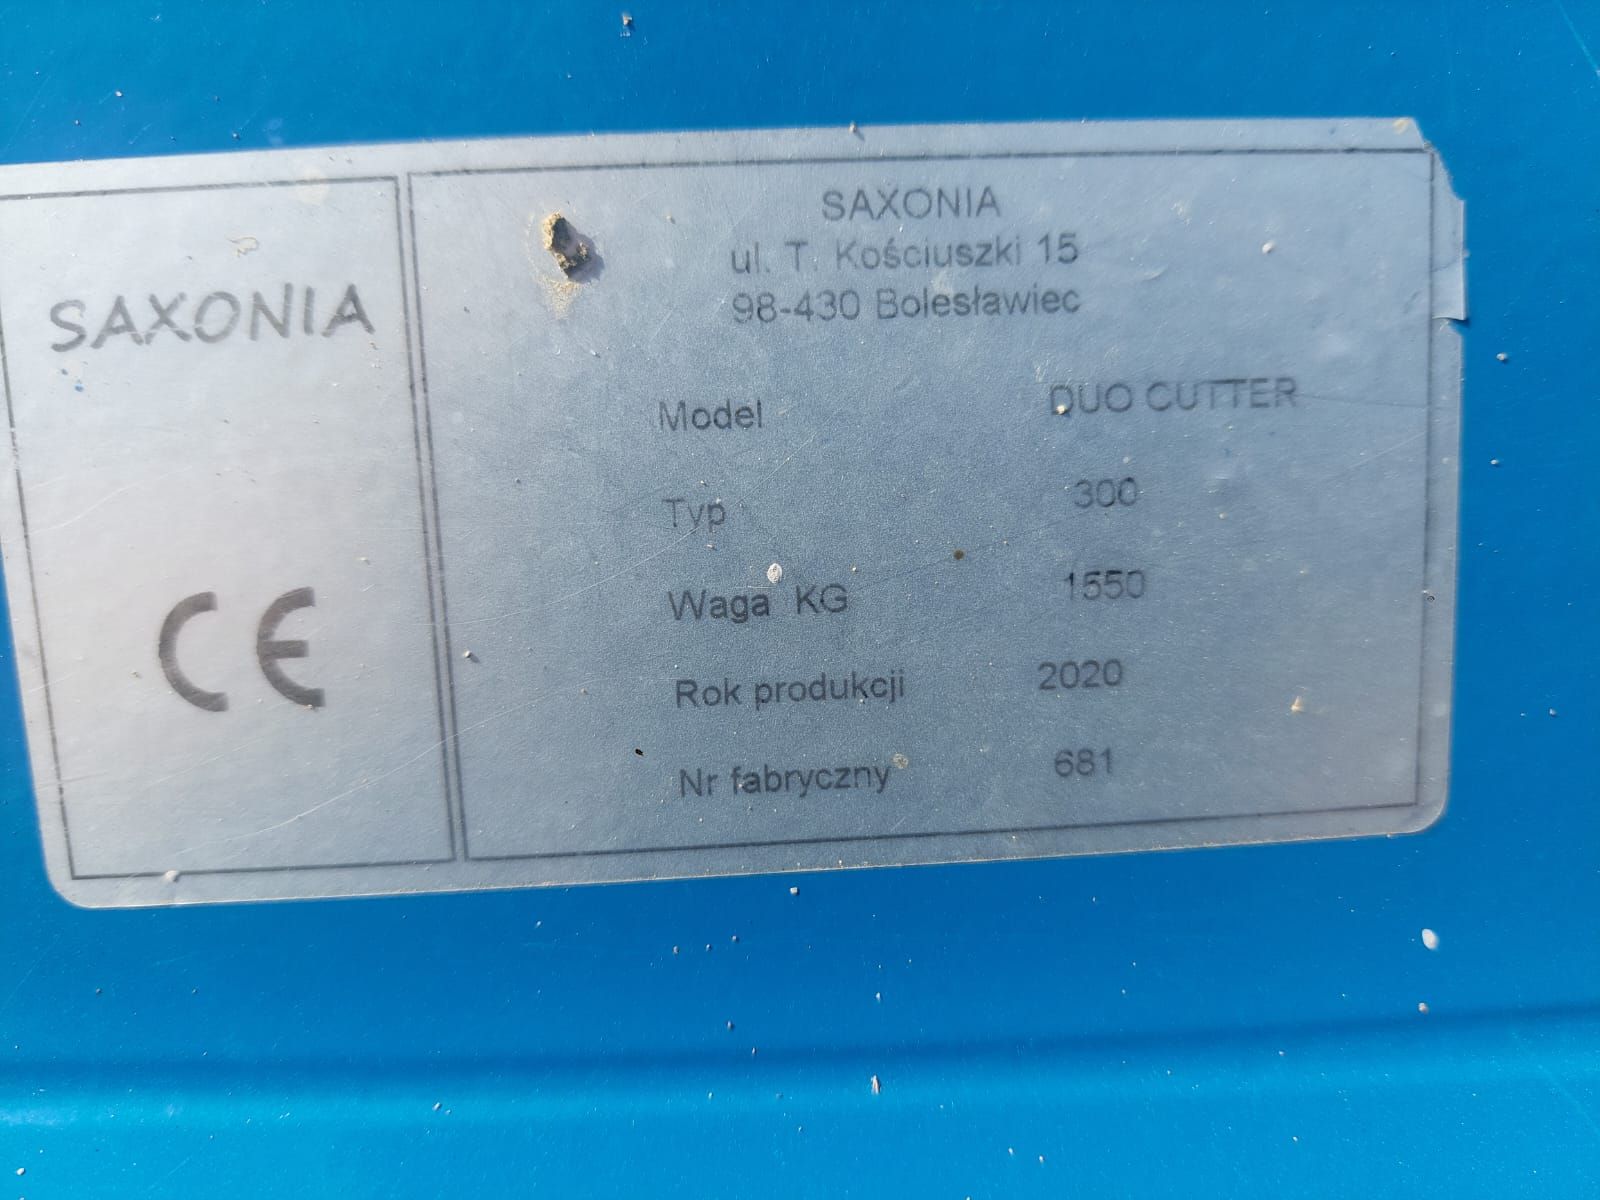 SAXONIA
CE
SAXONIA
ul. T. Kościuszki 15
98-430 Bolesławiec
Model DUO CUTTER
Typ 300
Waga KG 1550
Rok produkcji 2020
Nr fabryczny 681